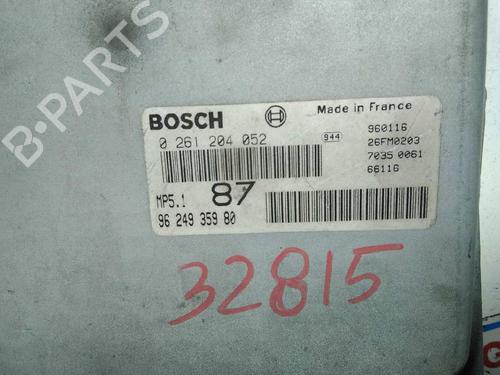 B-PARTS
BOSCH
Made in France
0 261 204 052
944
960116
26FM0203
7035 0061
66116
MP5.1
87
96 249 359 80
32815